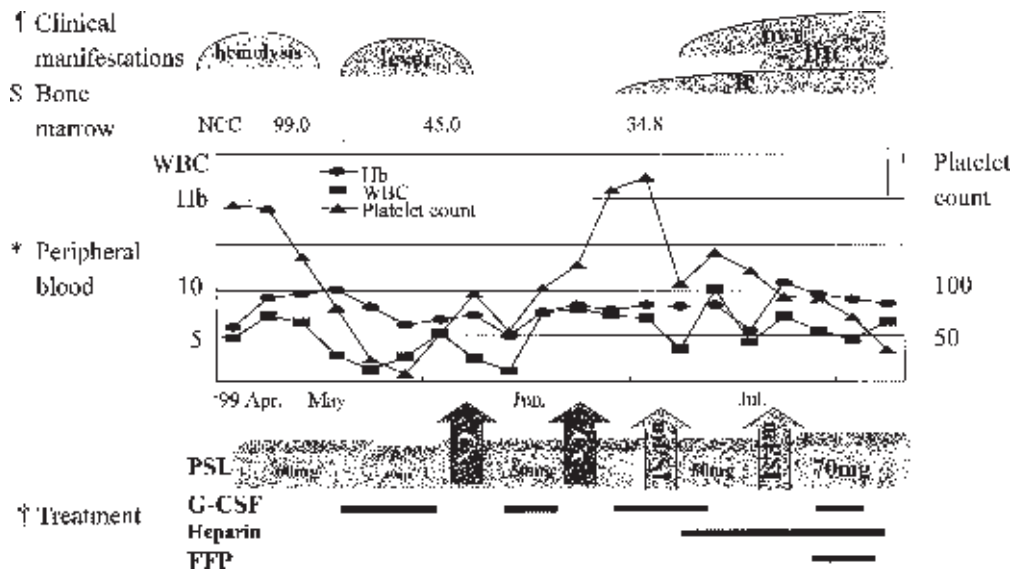 ¶ Clinical
manifestations
hemolysis
fever
DIC
IP
§ Bone
marrow
NCC 99.0 45.0 34.8
WBC
Hb
Platelet
count
Hb
WBC
Platelet count
* Peripheral
blood
10
5
100
50
'99 Apr. May Jun. Jul.
PSL
50mg
70mg
† Treatment
G-CSF
Heparin
FFP